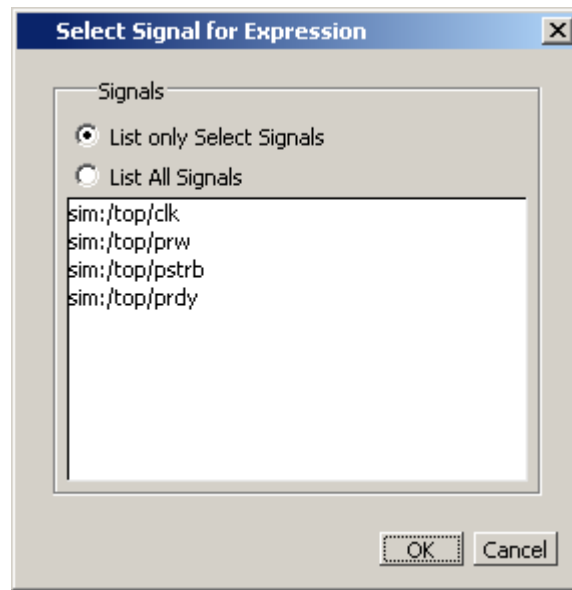 Select Signal for Expression
Signals
List only Select Signals
List All Signals
sim:/top/clk
sim:/top/prw
sim:/top/pstrb
sim:/top/prdy
OK Cancel